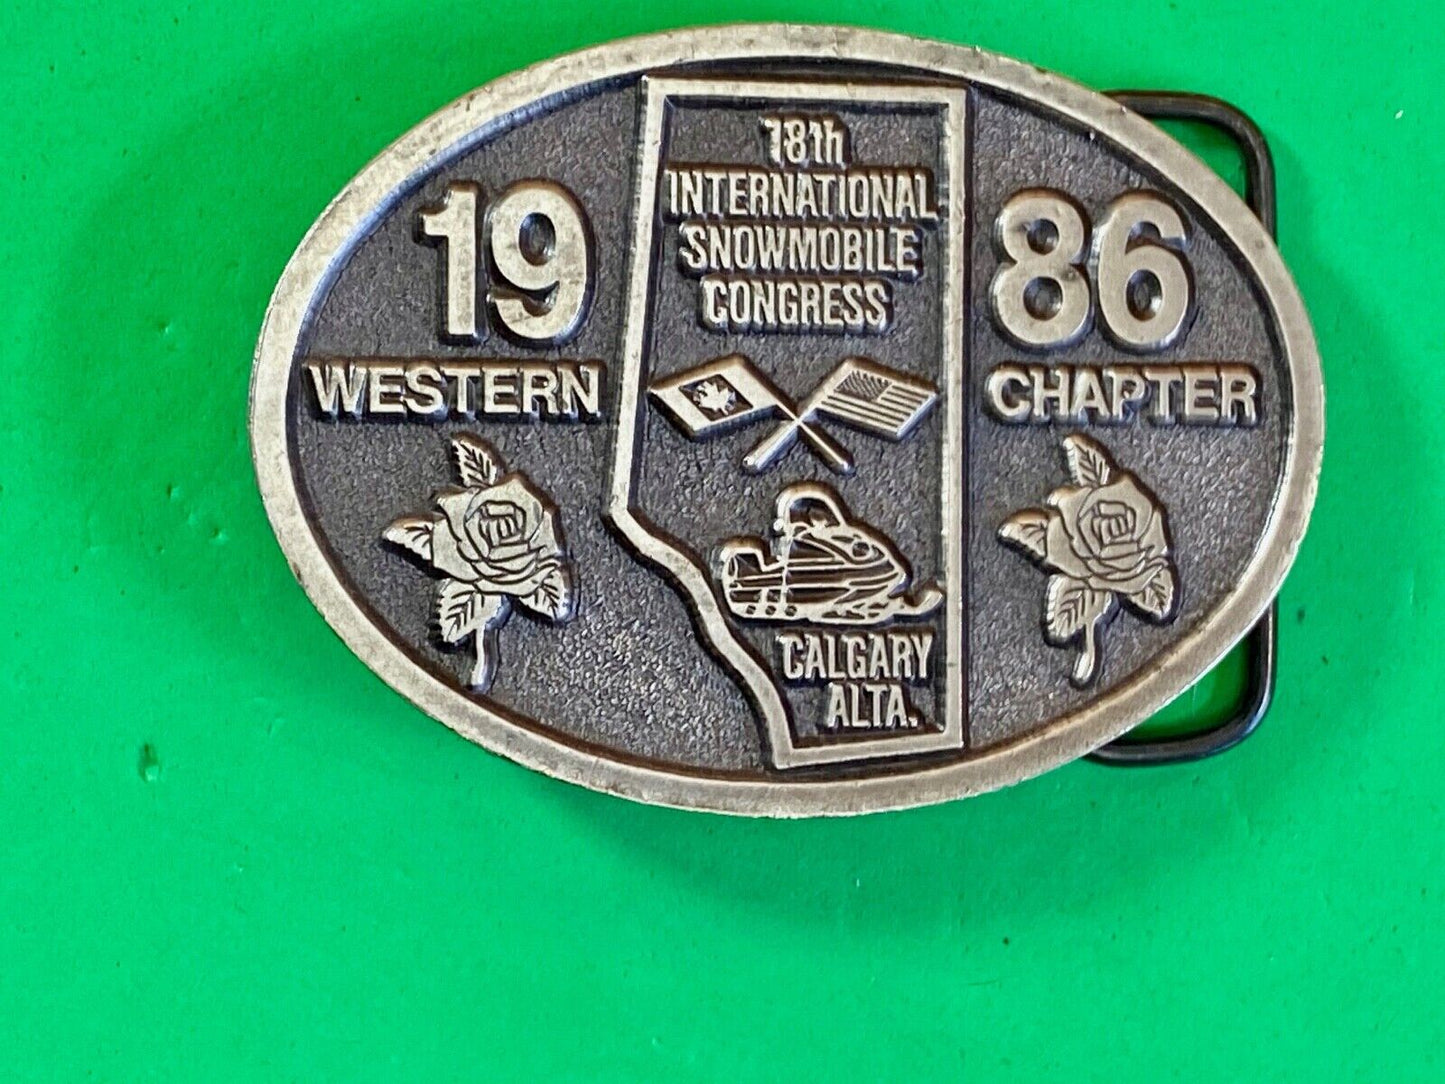 19 86
18th
INTERNATIONAL
SNOWMOBILE
CONGRESS
WESTERN CHAPTER
CALGARY
ALTA.